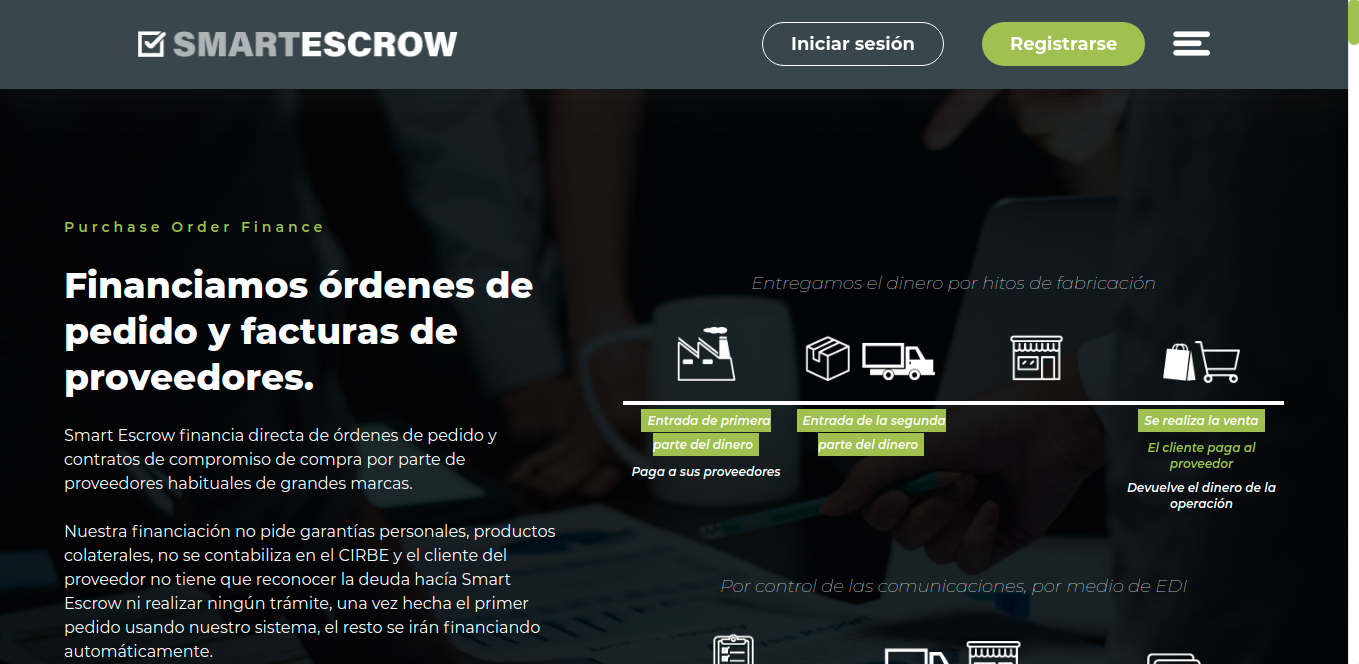 SMARTESCROW
Iniciar sesión
Registrarse
Purchase Order Finance
Financiamos órdenes de
pedido y facturas de
proveedores.
Smart Escrow financia directa de órdenes de pedido y
contratos de compromiso de compra por parte de
proveedores habituales de grandes marcas.
Nuestra financiación no pide garantías personales, productos
colaterales, no se contabiliza en el CIRBE y el cliente del
proveedor no tiene que reconocer la deuda hacía Smart
Escrow ni realizar ningún trámite, una vez hecha el primer
pedido usando nuestro sistema, el resto se irán financiando
automáticamente.
Entregamos el dinero por hitos de fabricación
Entrada de primera
parte del dinero
Paga a sus proveedores
Entrada de la segunda
parte del dinero
Se realiza la venta
El cliente paga al
proveedor
Devuelve el dinero de la
operación
Por control de las comunicaciones, por medio de EDI